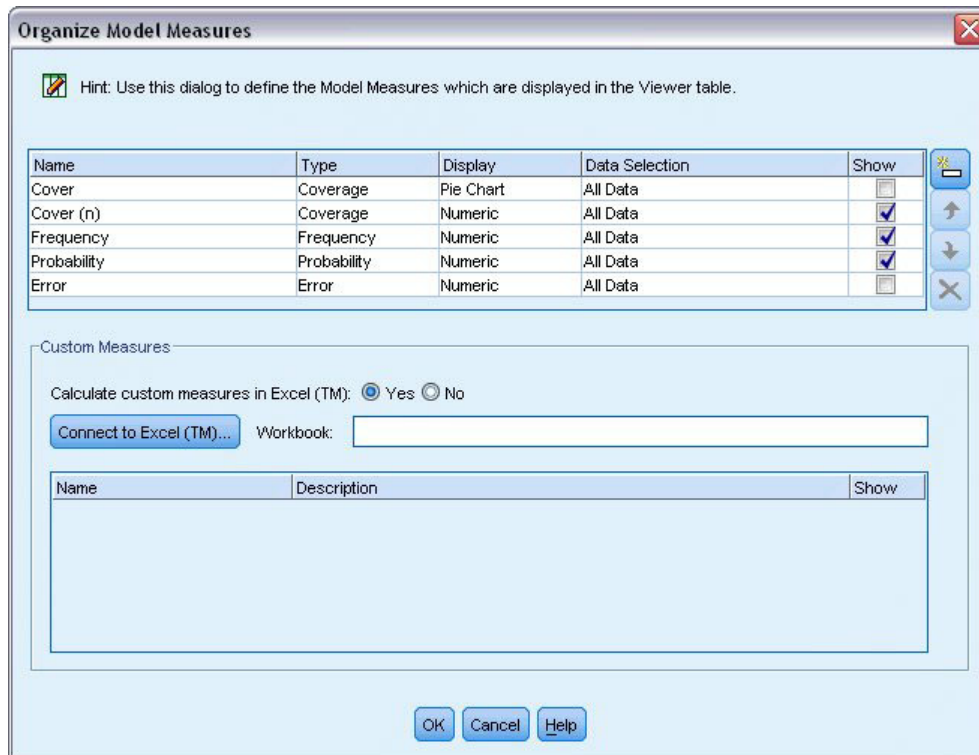 Organize Model Measures
Hint: Use this dialog to define the Model Measures which are displayed in the Viewer table.
Name Type Display Data Selection Show
Cover Coverage Pie Chart All Data
Cover (n) Coverage Numeric All Data
Frequency Frequency Numeric All Data
Probability Probability Numeric All Data
Error Error Numeric All Data
Custom Measures
Calculate custom measures in Excel (TM): Yes No
Connect to Excel (TM)... Workbook:
Name Description Show
OK Cancel Help